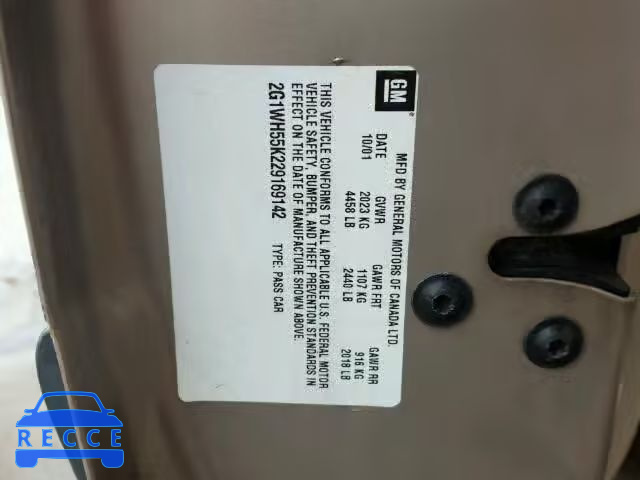 GM
®
MFD BY GENERAL MOTORS OF CANADA LTD.
DATE GVWR GAWR FRT GAWR RR
10/01 2023 KG 1107 KG 916 KG
4458 LB 2440 LB 2018 LB
THIS VEHICLE CONFORMS TO ALL APPLICABLE U.S. FEDERAL MOTOR
VEHICLE SAFETY, BUMPER, AND THEFT PREVENTION STANDARDS IN
EFFECT ON THE DATE OF MANUFACTURE SHOWN ABOVE.
2G1WH55K229169142 TYPE: PASS CAR
RECCE